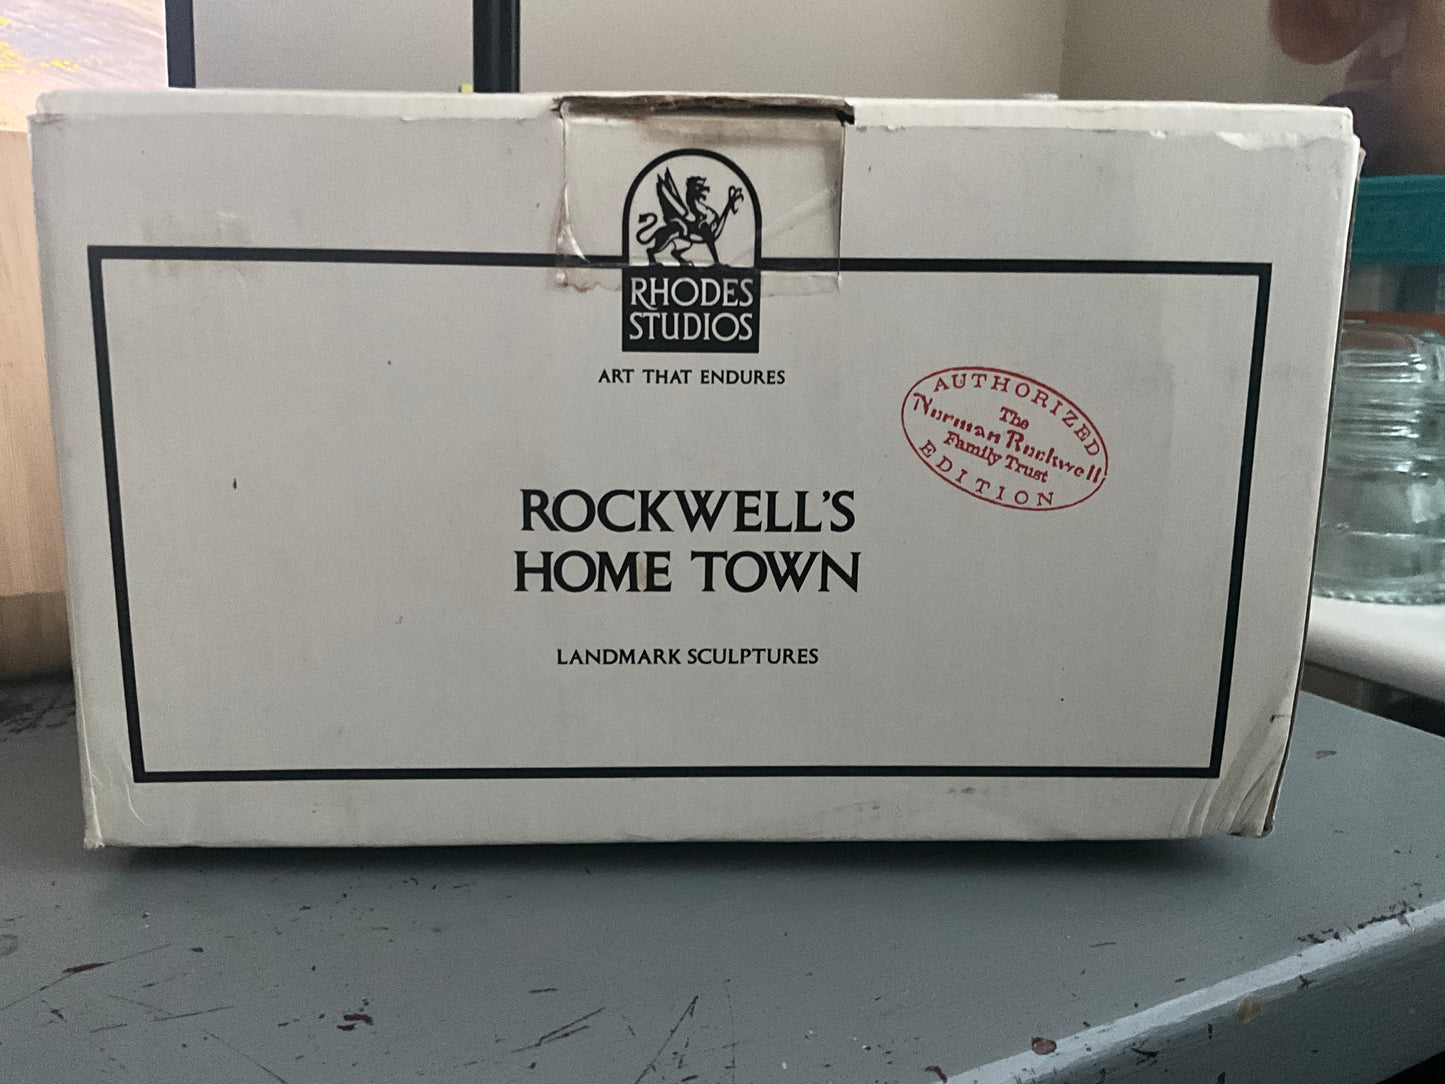 RHODES
STUDIOS
ART THAT ENDURES
AUTHORIZED
The
Norman Rockwell
Family Trust
EDITION
ROCKWELL'S
HOME TOWN
LANDMARK SCULPTURES